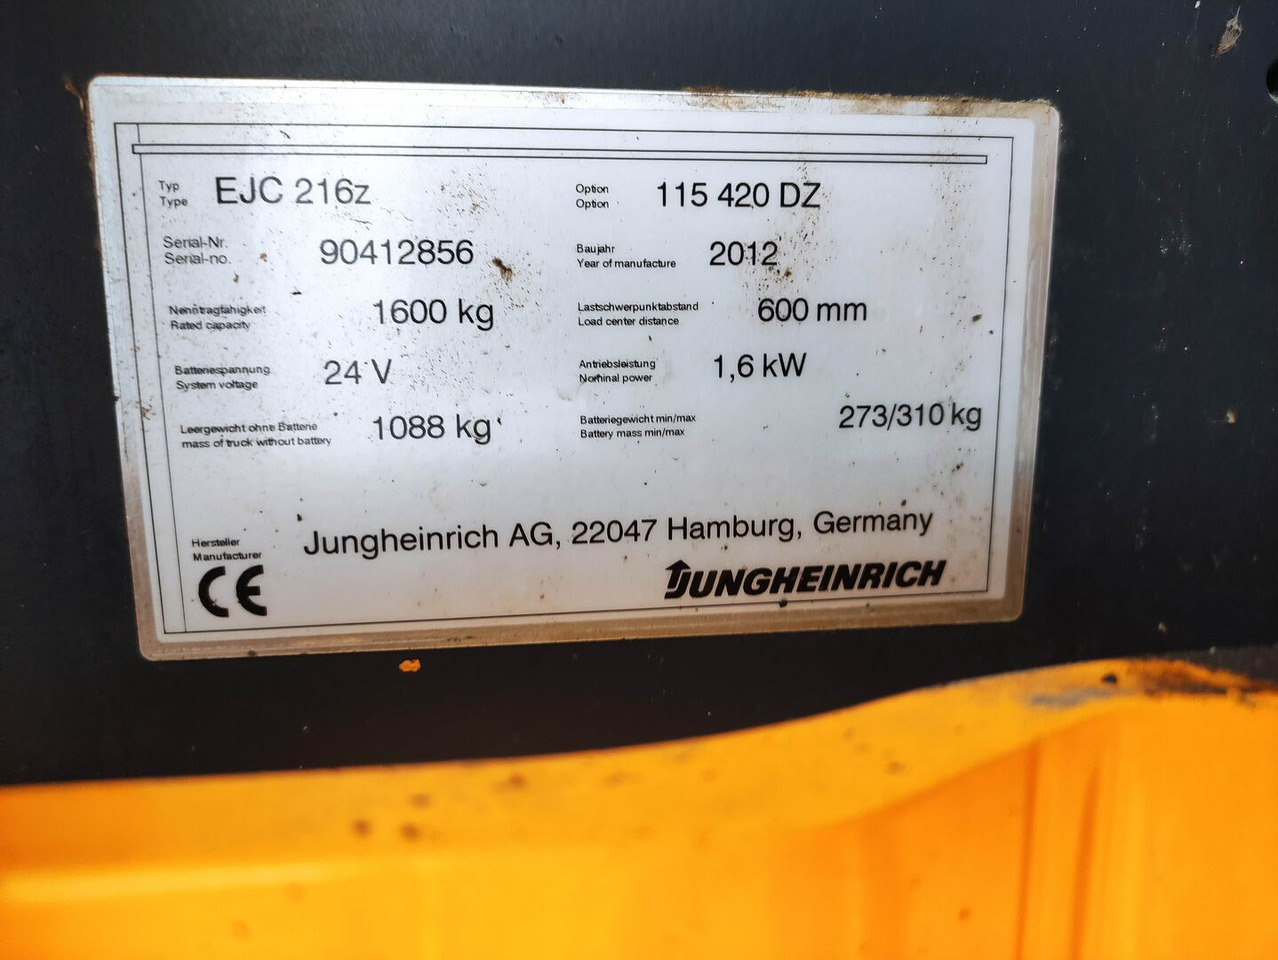 Typ EJC 216z Option 115 420 DZ
Type Option
Serial-Nr. 90412856 Baujahr 2012
Serial-no. Year of manufacture
Nenntragfähigkeit 1600 kg Lastschwerpunktabstand 600 mm
Rated capacity Load center distance
Batteriespannung 24 V Antriebsleistung 1,6 kW
System voltage Nominal power
Leergewicht ohne Batterie 1088 kg Batteriegewicht min/max 273/310 kg
mass of truck without battery Battery mass min/max
Hersteller Jungheinrich AG, 22047 Hamburg, Germany
Manufacturer
CE JUNGHEINRICH